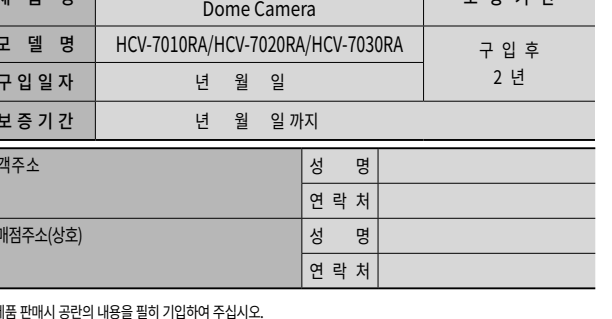 Dome Camera
모 델 명 HCV-7010RA/HCV-7020RA/HCV-7030RA
구 입 후
2 년
구 입 일 자 년 월 일
보 증 기 간 년 월 일 까지
객주소 성 명
연 락 처
매점주소(상호) 성 명
연 락 처
제품 판매시 공란의 내용을 필히 기입하여 주십시오.